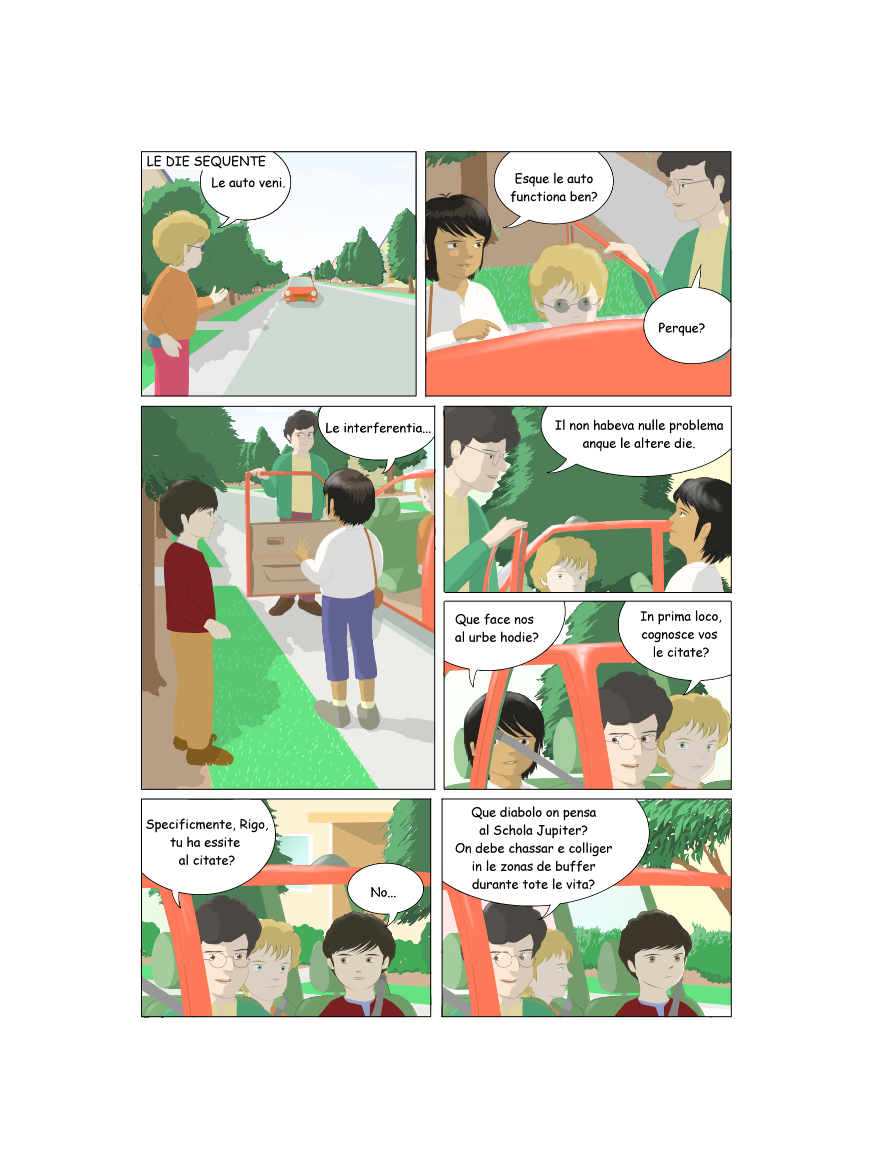 LE DIE SEQUENTE
Le auto veni.
Esque le auto
functiona ben?
Perque?
Le interferentia...
Il non habeva nulle problema
anque le altere die.
Que face nos
al urbe hodie?
In prima loco,
cognosce vos
le citate?
Specificmente, Rigo,
tu ha essite
al citate?
No...
Que diabolo on pensa
al Schola Jupiter?
On debe chassar e colliger
in le zonas de buffer
durante tote le vita?